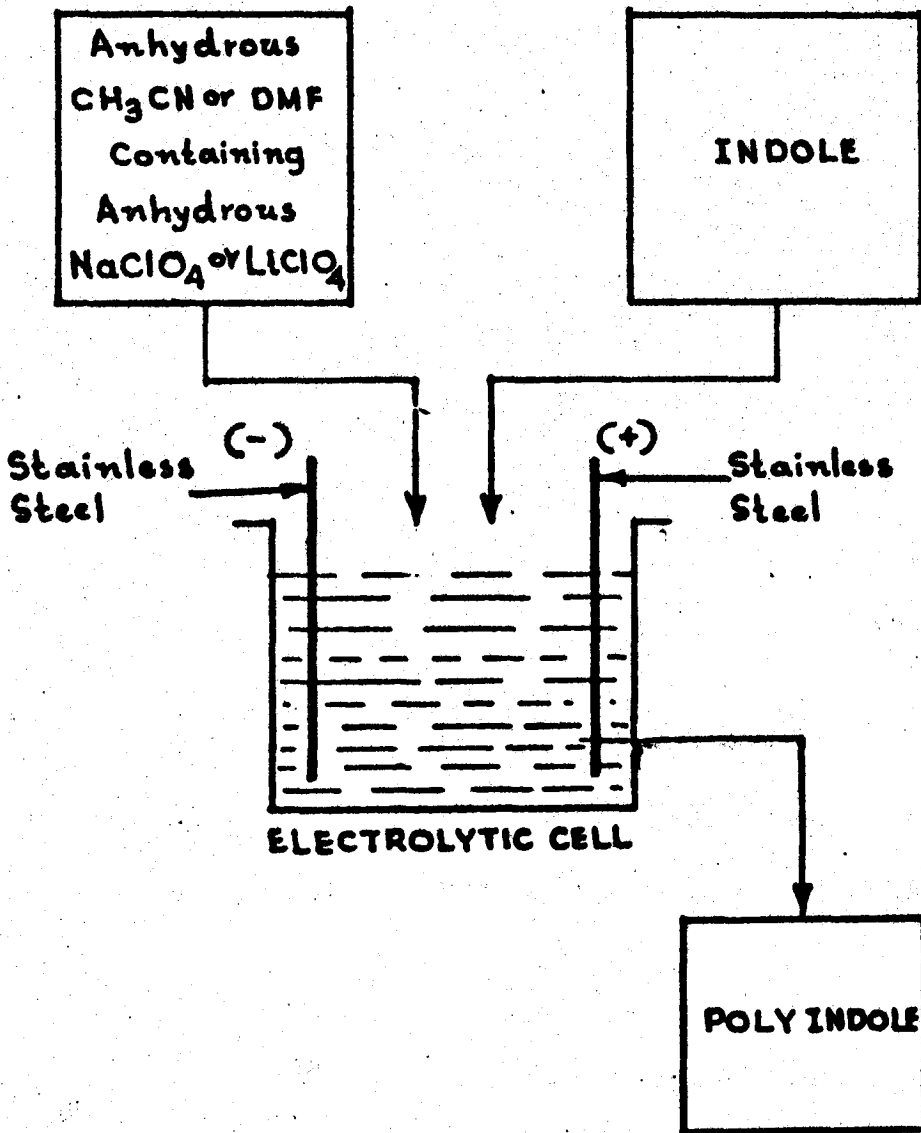 Anhydrous
CH₃CN or DMF
Containing
Anhydrous
NaClO₄ or LiClO₄
INDOLE
(-)
(+)
Stainless
Steel
Stainless
Steel
ELECTROLYTIC CELL
POLY INDOLE